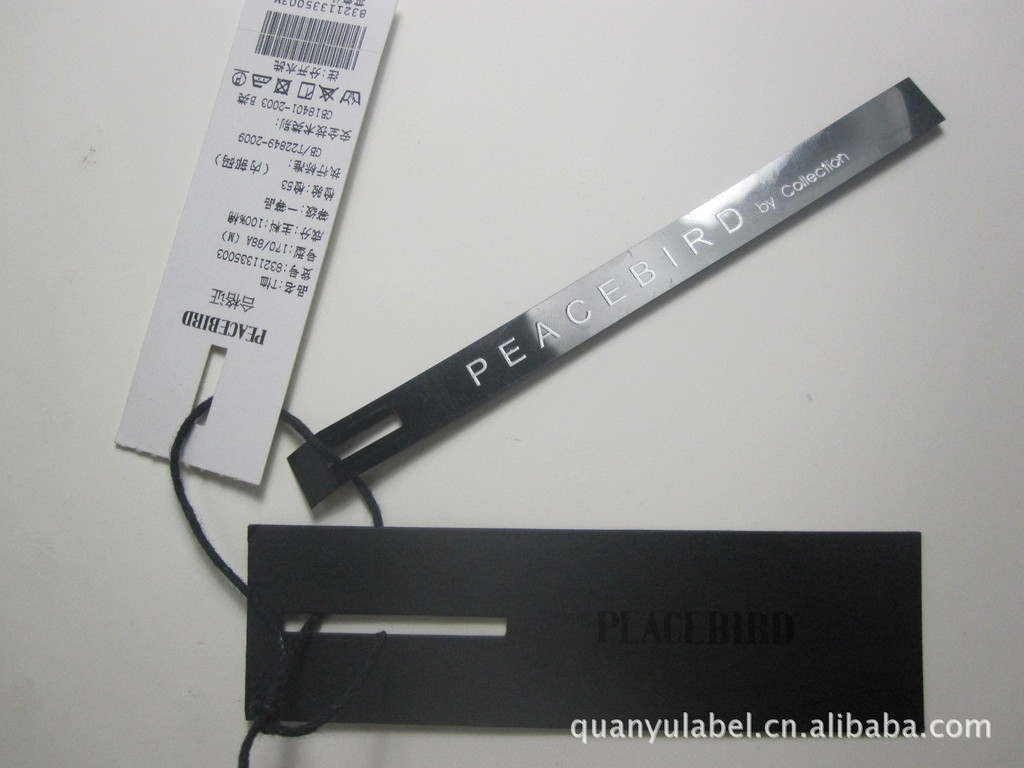 PEACEBIRD
合格证
品名:T恤
货号:83211335003
号型:170/88A (M)
成分:主料:100%棉
等级:一等品
检验:检53
执行标准: (内部码)
GB/T22849-2009
安全技术类别:
GB18401-2003 B类
注:分开水洗
PEACEBIRD by Collection
PEACEBIRD
quanyulabel.cn.alibaba.com